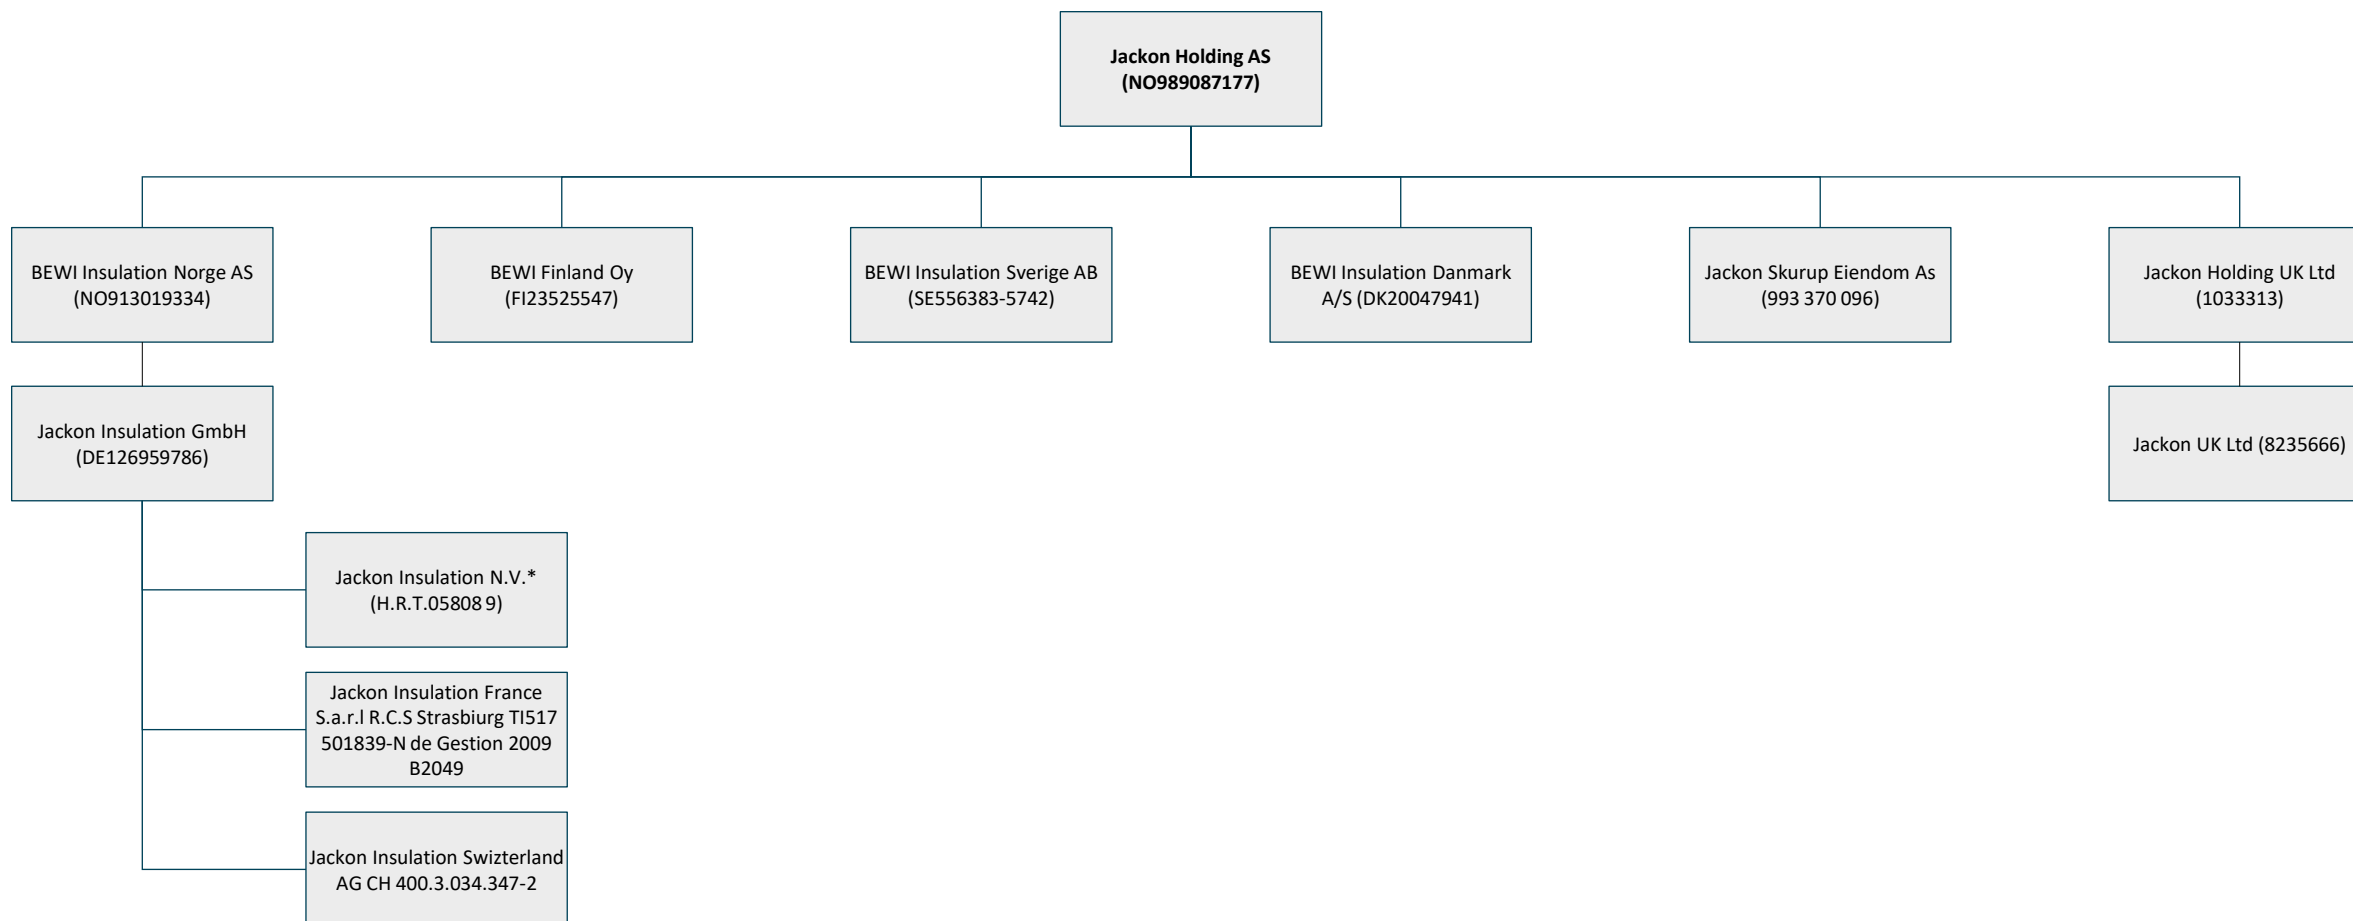 Jackon Holding AS
(NO989087177)
BEWI Insulation Norge AS
(NO913019334)
BEWI Finland Oy
(FI23525547)
BEWI Insulation Sverige AB
(SE556383-5742)
BEWI Insulation Danmark
A/S (DK20047941)
Jackon Skurup Eiendom As
(993 370 096)
Jackon Holding UK Ltd
(1033313)
Jackon Insulation GmbH
(DE126959786)
Jackon UK Ltd (8235666)
Jackon Insulation N.V.*
(H.R.T.05808 9)
Jackon Insulation France
S.a.r.l R.C.S Strasbiurg TI517
501839-N de Gestion 2009
B2049
Jackon Insulation Swizterland
AG CH 400.3.034.347-2